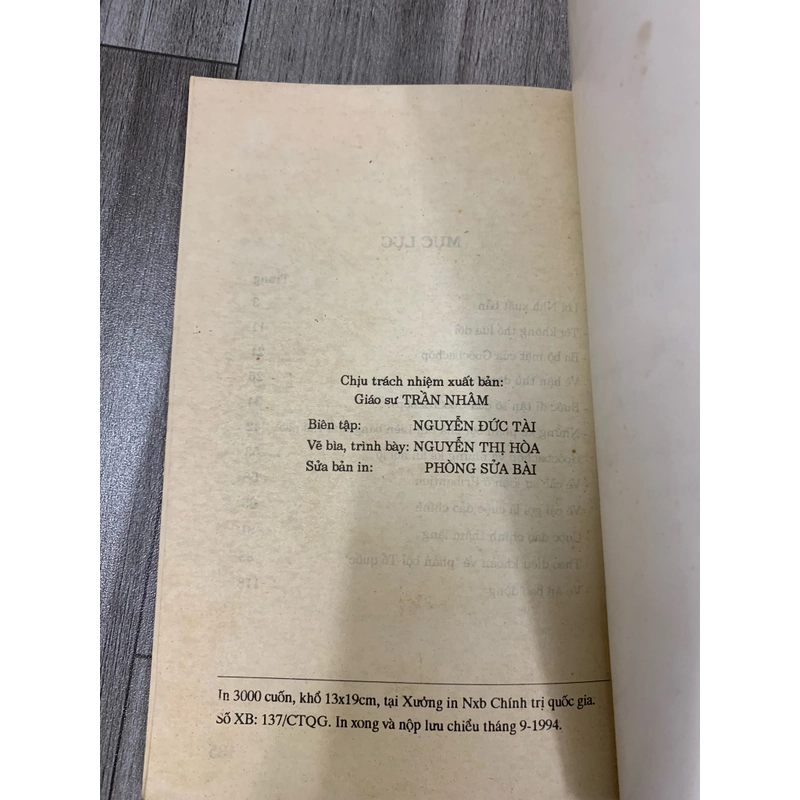 Chịu trách nhiệm xuất bản:
Giáo sư TRẦN NHÂM
Biên tập: NGUYỄN ĐỨC TÀI
Vẽ bìa, trình bày: NGUYỄN THỊ HÒA
Sửa bản in: PHÒNG SỬA BÀI
In 3000 cuốn, khổ 13x19cm, tại Xưởng in Nxb Chính trị quốc gia.
Số XB: 137/CTQG. In xong và nộp lưu chiểu tháng 9-1994.